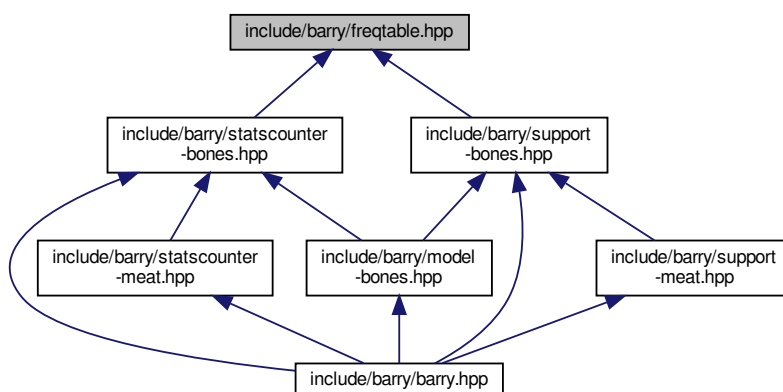 include/barry/freqtable.hpp
include/barry/statscounter
-bones.hpp
include/barry/support
-bones.hpp
include/barry/statscounter
-meat.hpp
include/barry/model
-bones.hpp
include/barry/support
-meat.hpp
include/barry/barry.hpp